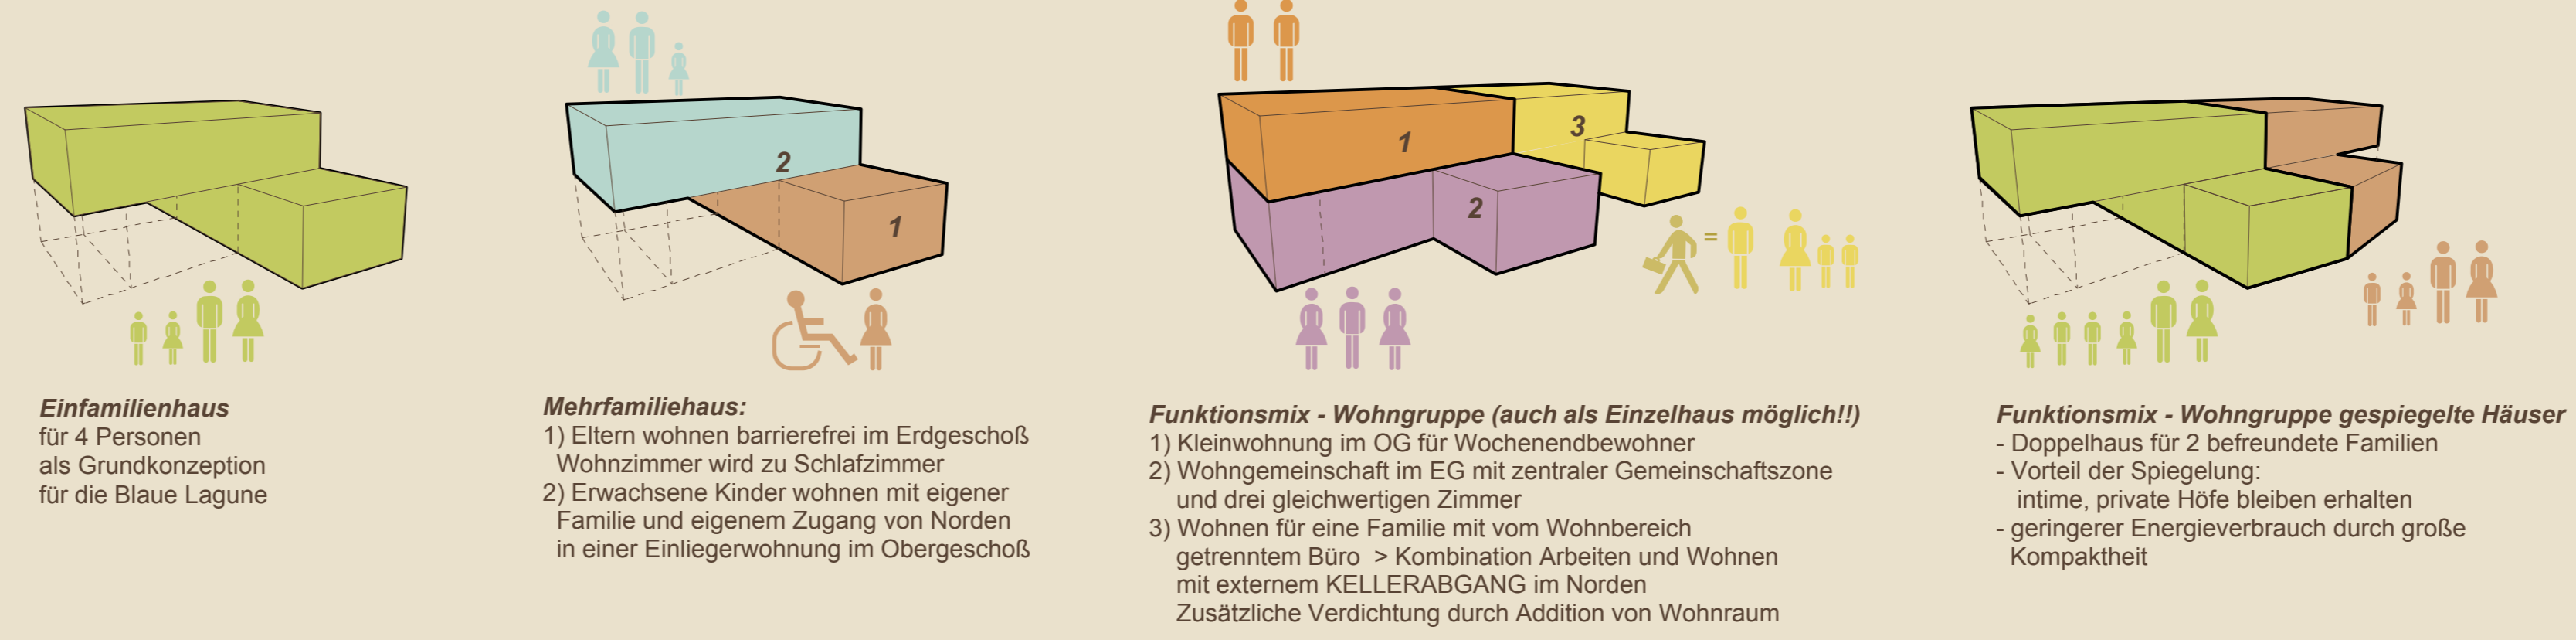 2
1
1
3
2
=
Einfamilienhaus
für 4 Personen
als Grundkonzeption
für die Blaue Lagune
Mehrfamiliehaus:
1) Eltern wohnen barrierefrei im Erdgeschoß
Wohnzimmer wird zu Schlafzimmer
2) Erwachsene Kinder wohnen mit eigener
Familie und eigenem Zugang von Norden
in einer Einliegerwohnung im Obergeschoß
Funktionsmix - Wohngruppe (auch als Einzelhaus möglich!!)
1) Kleinwohnung im OG für Wochenendbewohner
2) Wohngemeinschaft im EG mit zentraler Gemeinschaftszone
und drei gleichwertigen Zimmer
3) Wohnen für eine Familie mit vom Wohnbereich
getrenntem Büro > Kombination Arbeiten und Wohnen
mit externem KELLERABGANG im Norden
Zusätzliche Verdichtung durch Addition von Wohnraum
Funktionsmix - Wohngruppe gespiegelte Häuser
- Doppelhaus für 2 befreundete Familien
- Vorteil der Spiegelung:
intime, private Höfe bleiben erhalten
- geringerer Energieverbrauch durch große
Kompaktheit